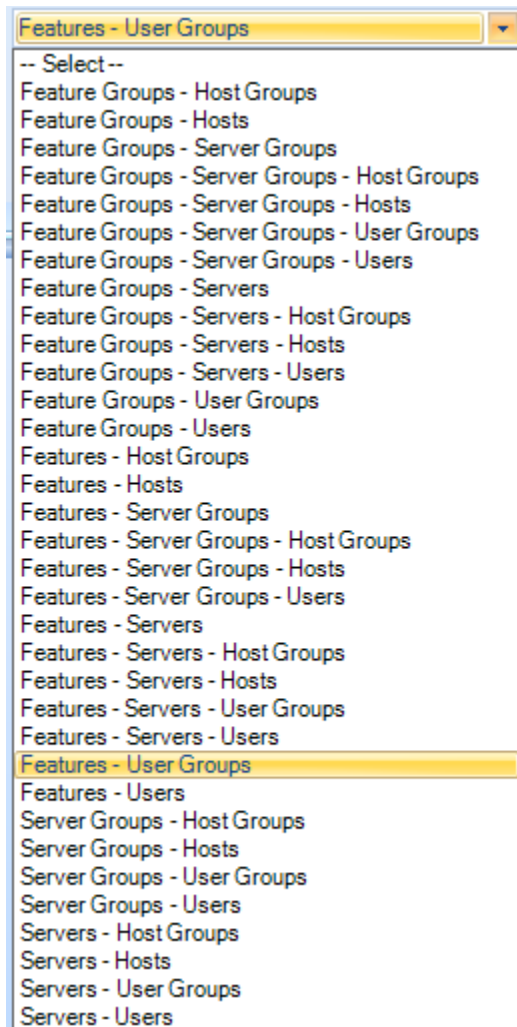 Features - User Groups
-- Select --
Feature Groups - Host Groups
Feature Groups - Hosts
Feature Groups - Server Groups
Feature Groups - Server Groups - Host Groups
Feature Groups - Server Groups - Hosts
Feature Groups - Server Groups - User Groups
Feature Groups - Server Groups - Users
Feature Groups - Servers
Feature Groups - Servers - Host Groups
Feature Groups - Servers - Hosts
Feature Groups - Servers - Users
Feature Groups - User Groups
Feature Groups - Users
Features - Host Groups
Features - Hosts
Features - Server Groups
Features - Server Groups - Host Groups
Features - Server Groups - Hosts
Features - Server Groups - Users
Features - Servers
Features - Servers - Host Groups
Features - Servers - Hosts
Features - Servers - User Groups
Features - Servers - Users
Features - User Groups
Features - Users
Server Groups - Host Groups
Server Groups - Hosts
Server Groups - User Groups
Server Groups - Users
Servers - Host Groups
Servers - Hosts
Servers - User Groups
Servers - Users